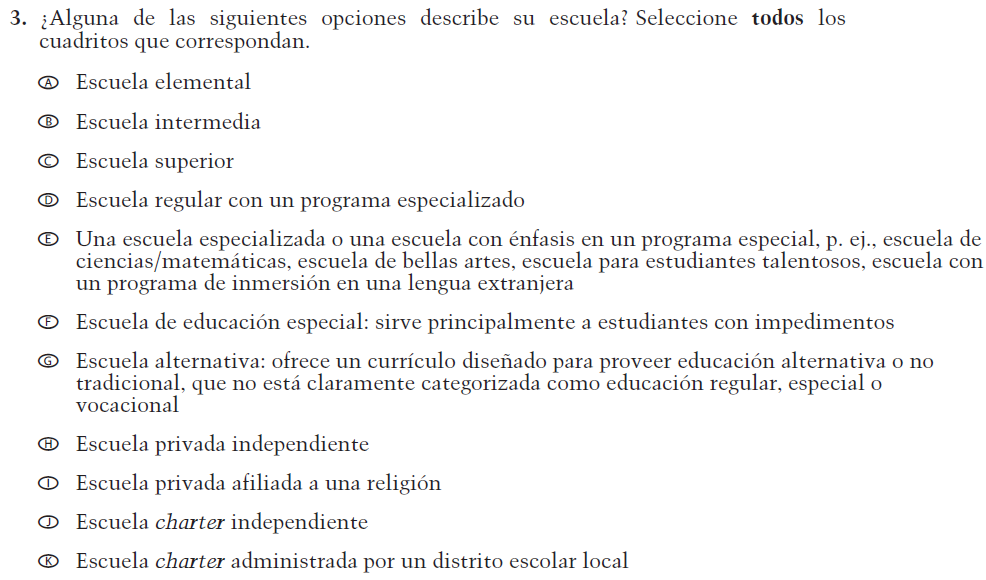 3. ¿Alguna de las siguientes opciones describe su escuela? Seleccione todos los
cuadritos que correspondan.
A Escuela elemental
B Escuela intermedia
C Escuela superior
D Escuela regular con un programa especializado
E Una escuela especializada o una escuela con énfasis en un programa especial, p. ej., escuela de
ciencias/matemáticas, escuela de bellas artes, escuela para estudiantes talentosos, escuela con
un programa de inmersión en una lengua extranjera
F Escuela de educación especial: sirve principalmente a estudiantes con impedimentos
G Escuela alternativa: ofrece un currículo diseñado para proveer educación alternativa o no
tradicional, que no está claramente categorizada como educación regular, especial o
vocacional
H Escuela privada independiente
I Escuela privada afiliada a una religión
J Escuela charter independiente
K Escuela charter administrada por un distrito escolar local